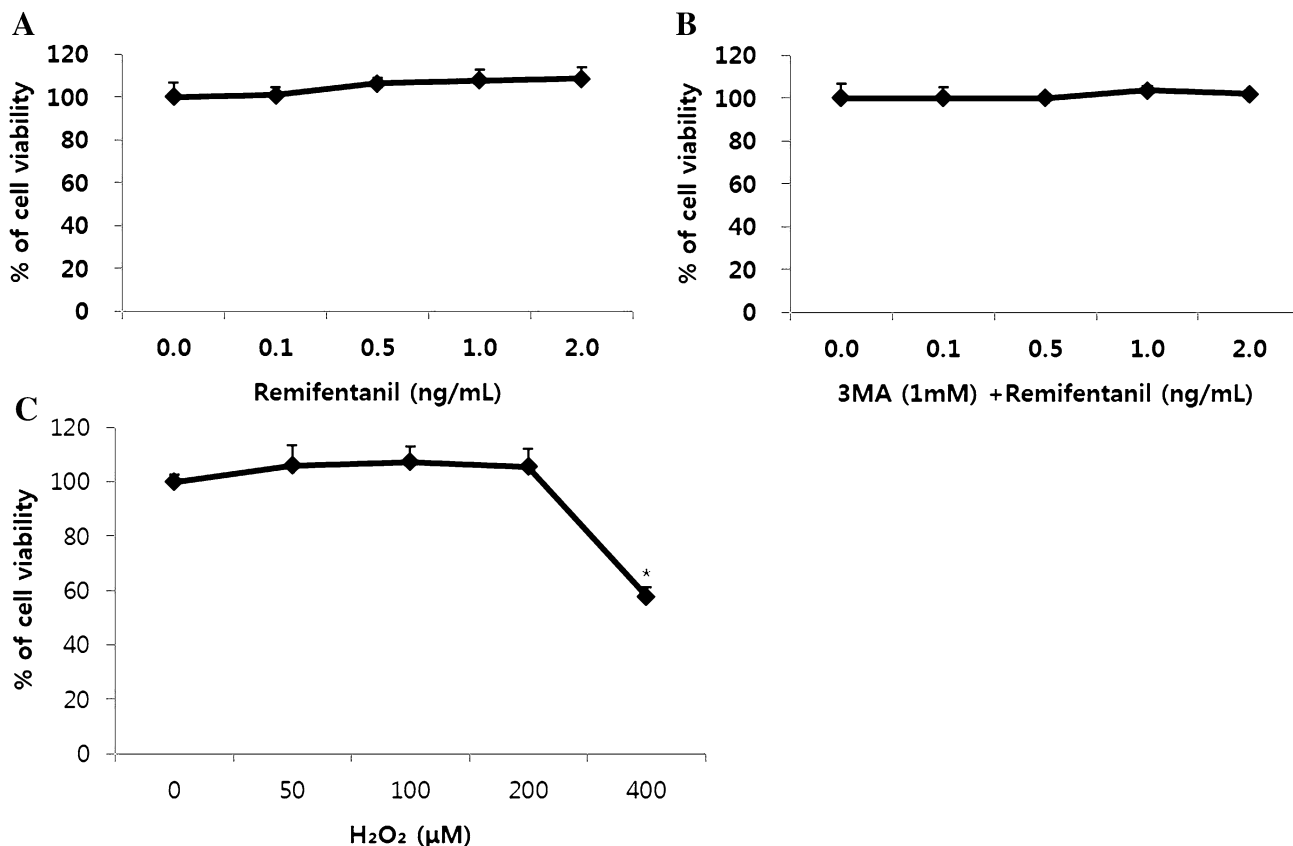 A
120
100
80
60
40
20
0
% of cell viability
0.0 0.1 0.5 1.0 2.0
Remifentanil (ng/mL)
B
120
100
80
60
40
20
0
% of cell viability
0.0 0.1 0.5 1.0 2.0
3MA (1mM) +Remifentanil (ng/mL)
C
120
100
80
60
40
20
0
% of cell viability
*
0 50 100 200 400
H₂O₂ (μM)